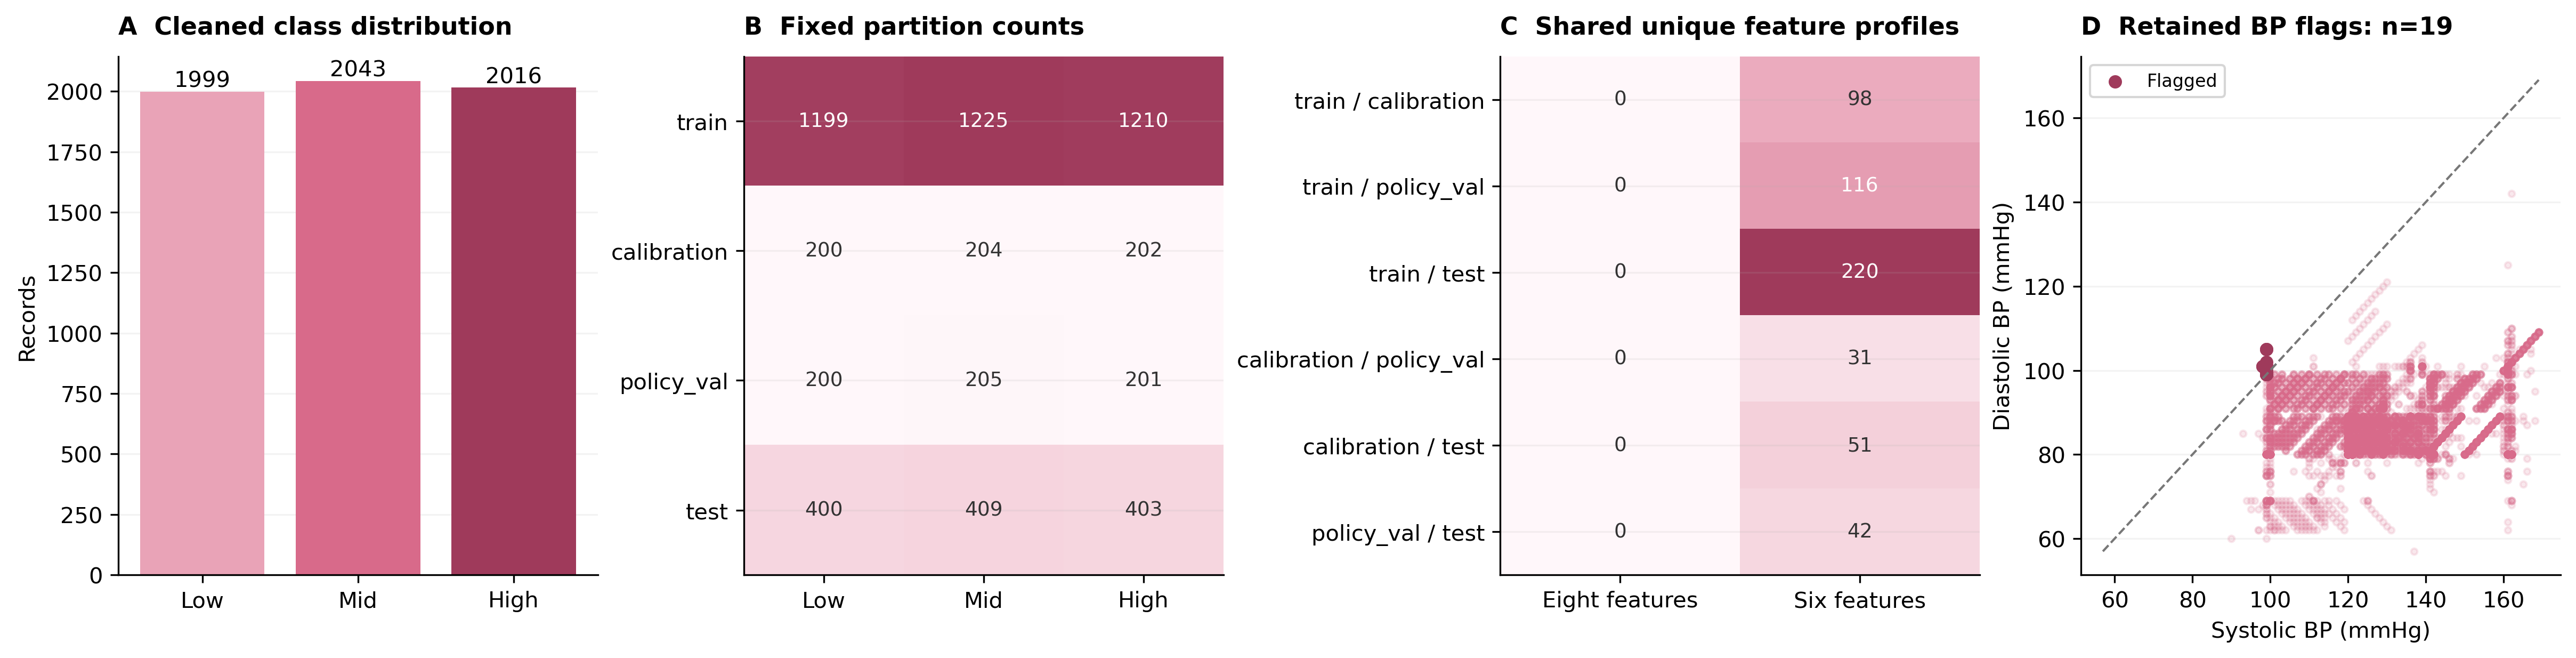 A Cleaned class distribution
Records
2000
1750
1500
1250
1000
750
500
250
0
1999
2043
2016
Low
Mid
High
B Fixed partition counts
train
1199
1225
1210
calibration
200
204
202
policy_val
200
205
201
test
400
409
403
Low
Mid
High
C Shared unique feature profiles
train / calibration
0
98
train / policy_val
0
116
train / test
0
220
calibration / policy_val
0
31
calibration / test
0
51
policy_val / test
0
42
Eight features
Six features
D Retained BP flags: n=19
Flagged
Diastolic BP (mmHg)
160
140
120
100
80
60
60
80
100
120
140
160
Systolic BP (mmHg)